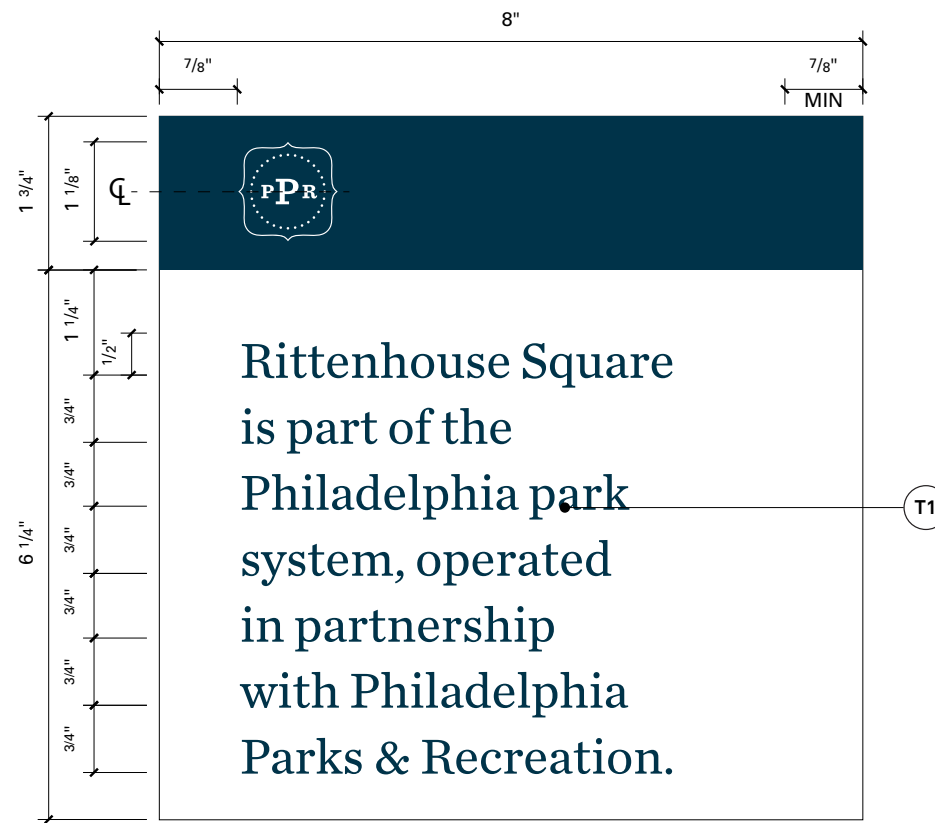 8"
7/8"
7/8"
MIN
1 3/4"
1 1/8"
CL
PPR
1 1/4"
1/2"
Rittenhouse Square
3/4"
is part of the
3/4"
Philadelphia park
T1
6 1/4"
3/4"
system, operated
3/4"
in partnership
3/4"
with Philadelphia
3/4"
Parks & Recreation.